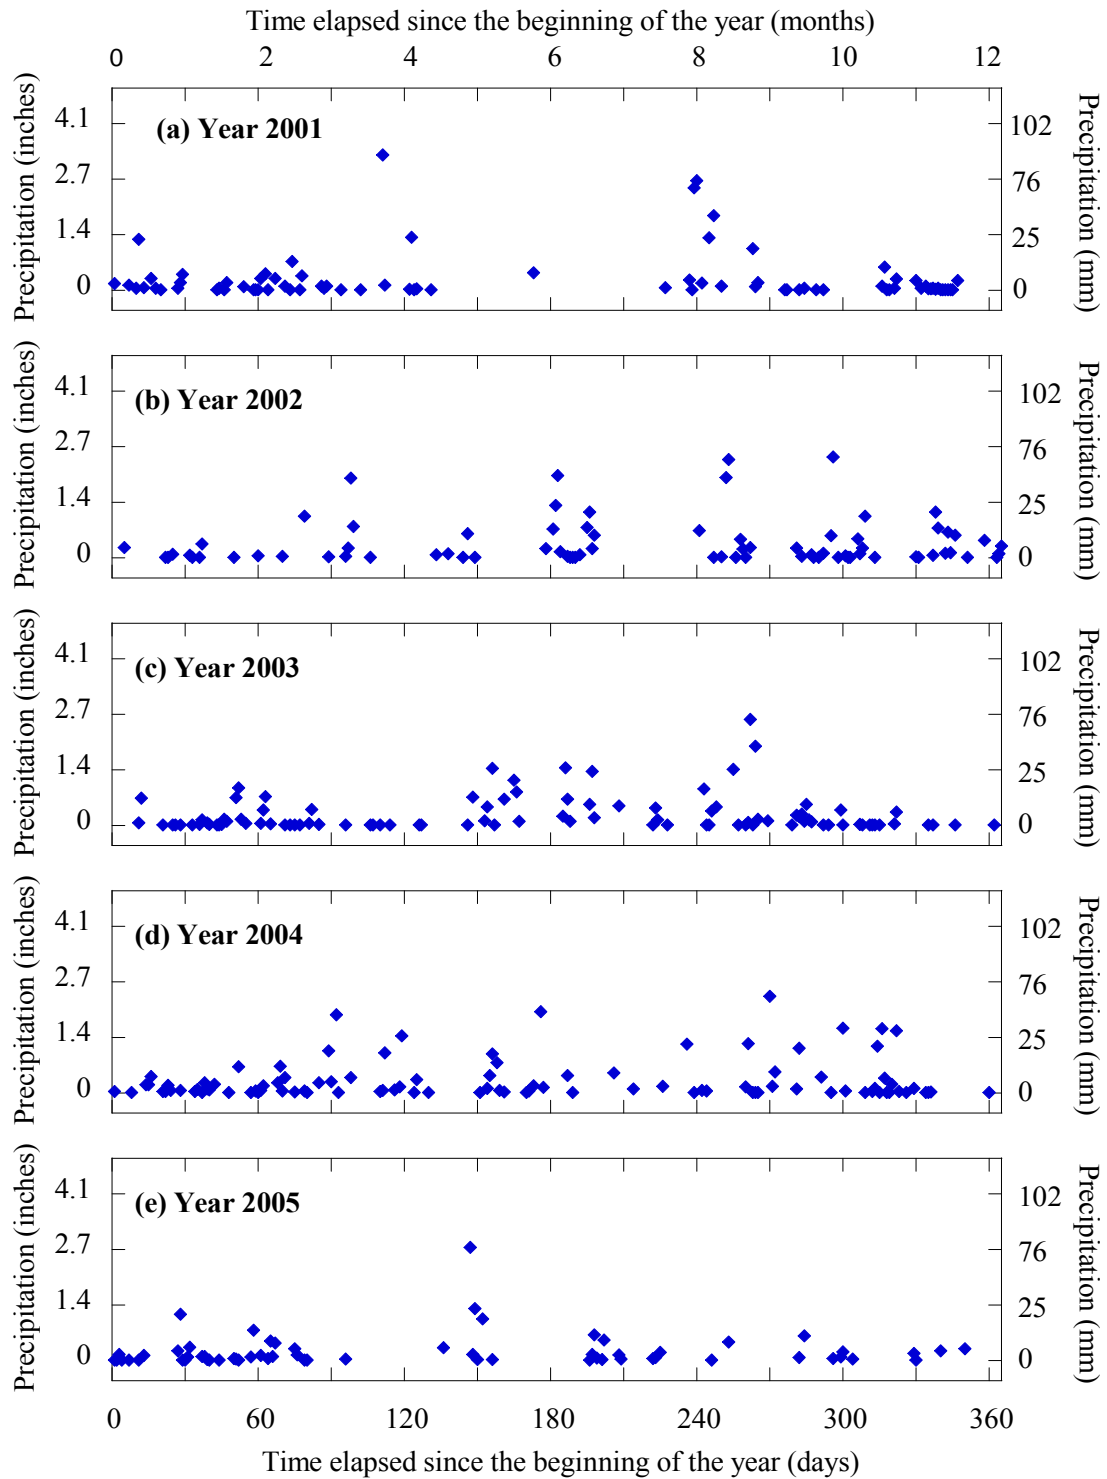 Time elapsed since the beginning of the year (months)
0 2 4 6 8 10 12
Precipitation (inches)
4.1
2.7
1.4
0
(a) Year 2001
102
76
25
0
Precipitation (mm)
Precipitation (inches)
4.1
2.7
1.4
0
(b) Year 2002
102
76
25
0
Precipitation (mm)
Precipitation (inches)
4.1
2.7
1.4
0
(c) Year 2003
102
76
25
0
Precipitation (mm)
Precipitation (inches)
4.1
2.7
1.4
0
(d) Year 2004
102
76
25
0
Precipitation (mm)
Precipitation (inches)
4.1
2.7
1.4
0
(e) Year 2005
102
76
25
0
Precipitation (mm)
0 60 120 180 240 300 360
Time elapsed since the beginning of the year (days)